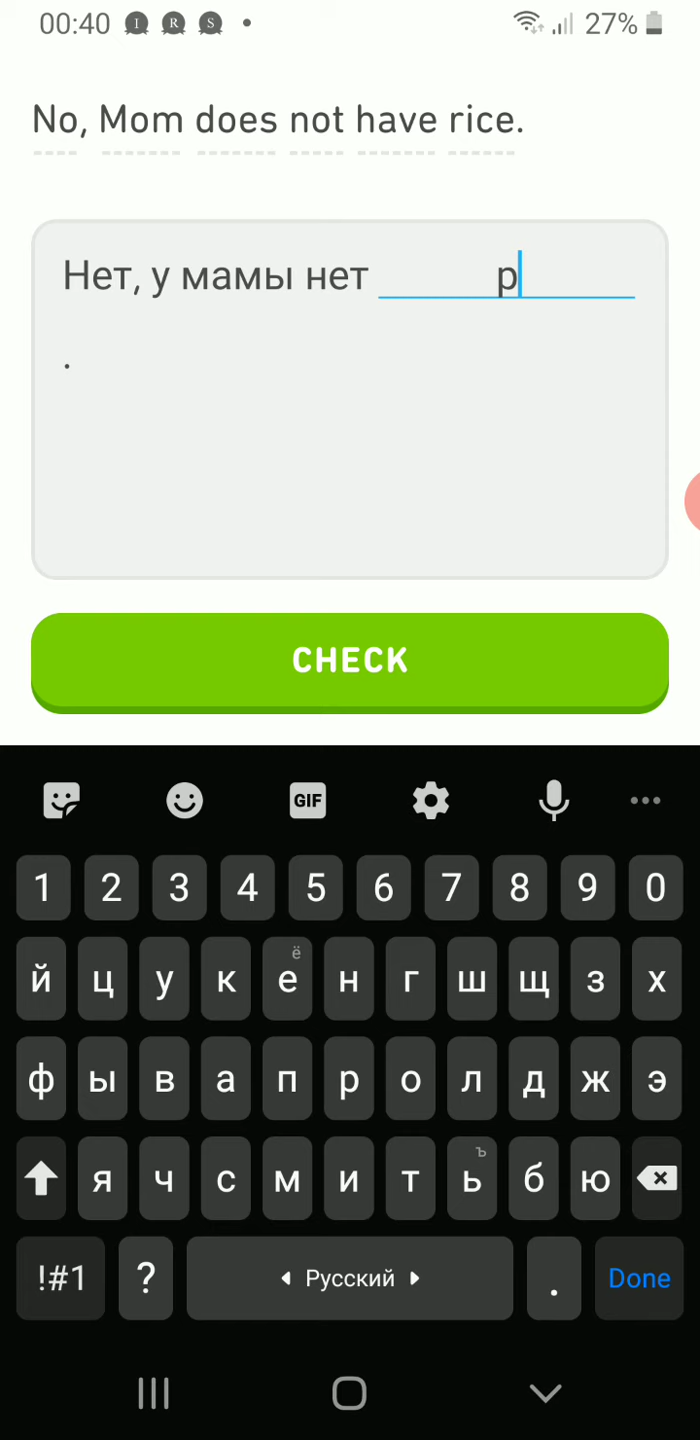 00:40 I R S 27%
No, Mom does not have rice.
Нет, у мамы нет р
.
CHECK
GIF
1 2 3 4 5 6 7 8 9 0
й ц у к е ё н г ш щ з х
ф ы в а п р о л д ж э
я ч с м и т ь ъ б ю
!#1 ? Русский . Done